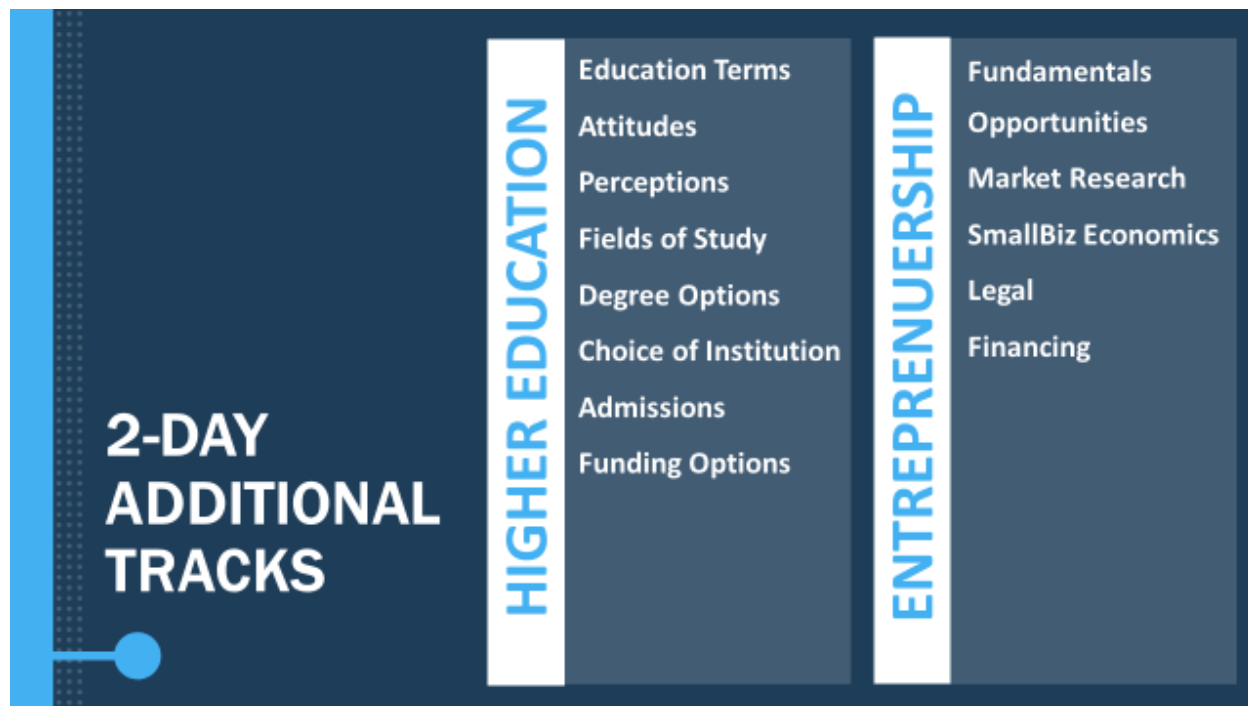 2-DAY
ADDITIONAL
TRACKS
HIGHER EDUCATION
Education Terms
Attitudes
Perceptions
Fields of Study
Degree Options
Choice of Institution
Admissions
Funding Options
ENTREPRENUERSHIP
Fundamentals
Opportunities
Market Research
SmallBiz Economics
Legal
Financing